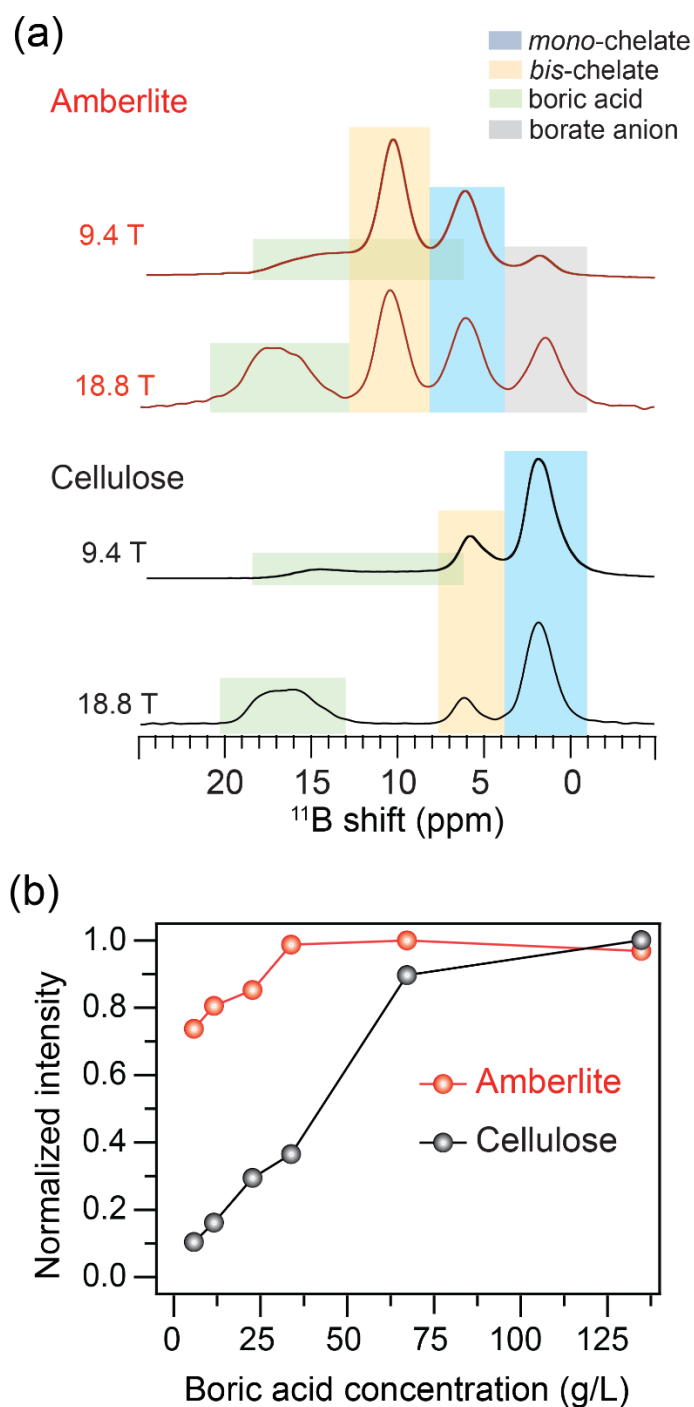 (a)
mono-chelate
bis-chelate
boric acid
borate anion
Amberlite
9.4 T
18.8 T
Cellulose
9.4 T
18.8 T
20 15 10 5 0
¹¹B shift (ppm)
(b)
1.0
0.8
0.6
0.4
0.2
0.0
Normalized intensity
Amberlite
Cellulose
0 25 50 75 100 125
Boric acid concentration (g/L)